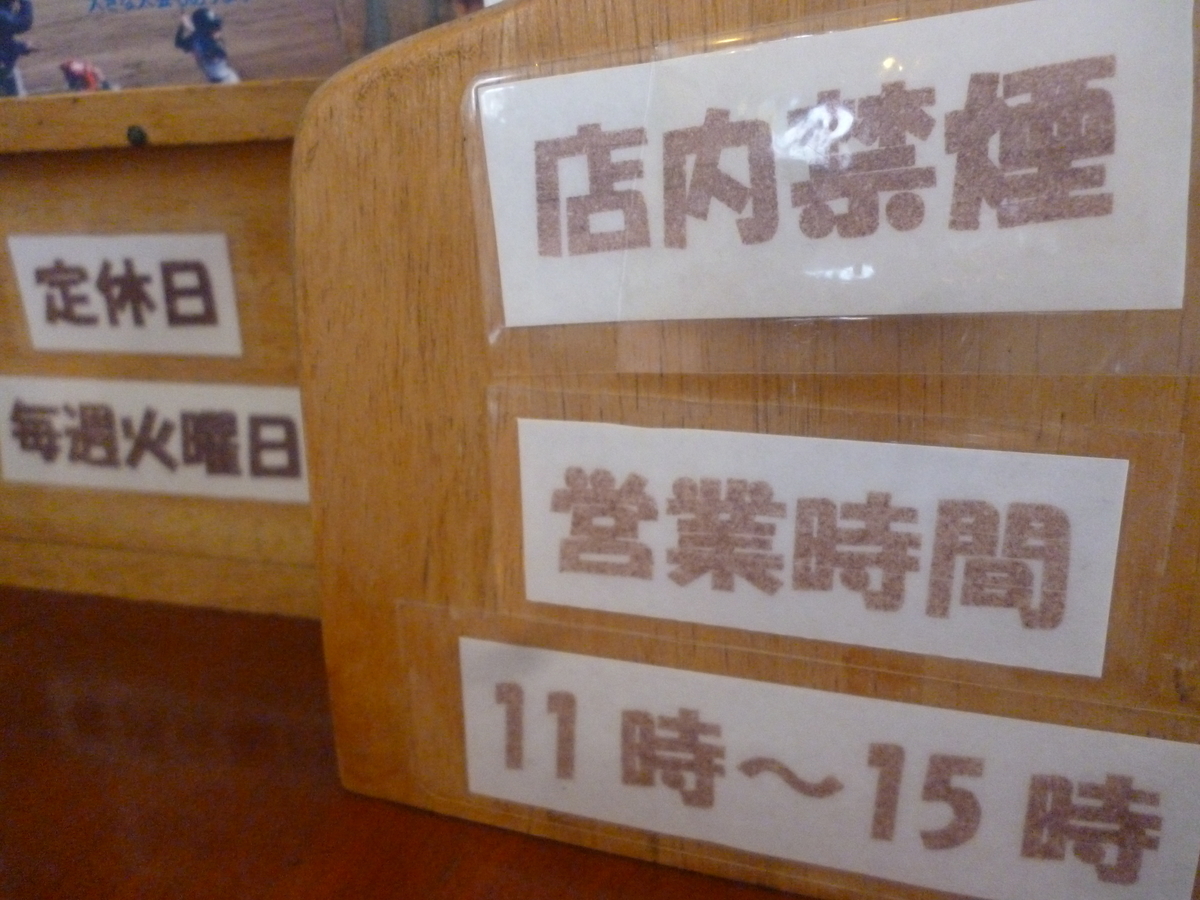 店内禁煙
営業時間
11時〜15時
定休日
毎週火曜日